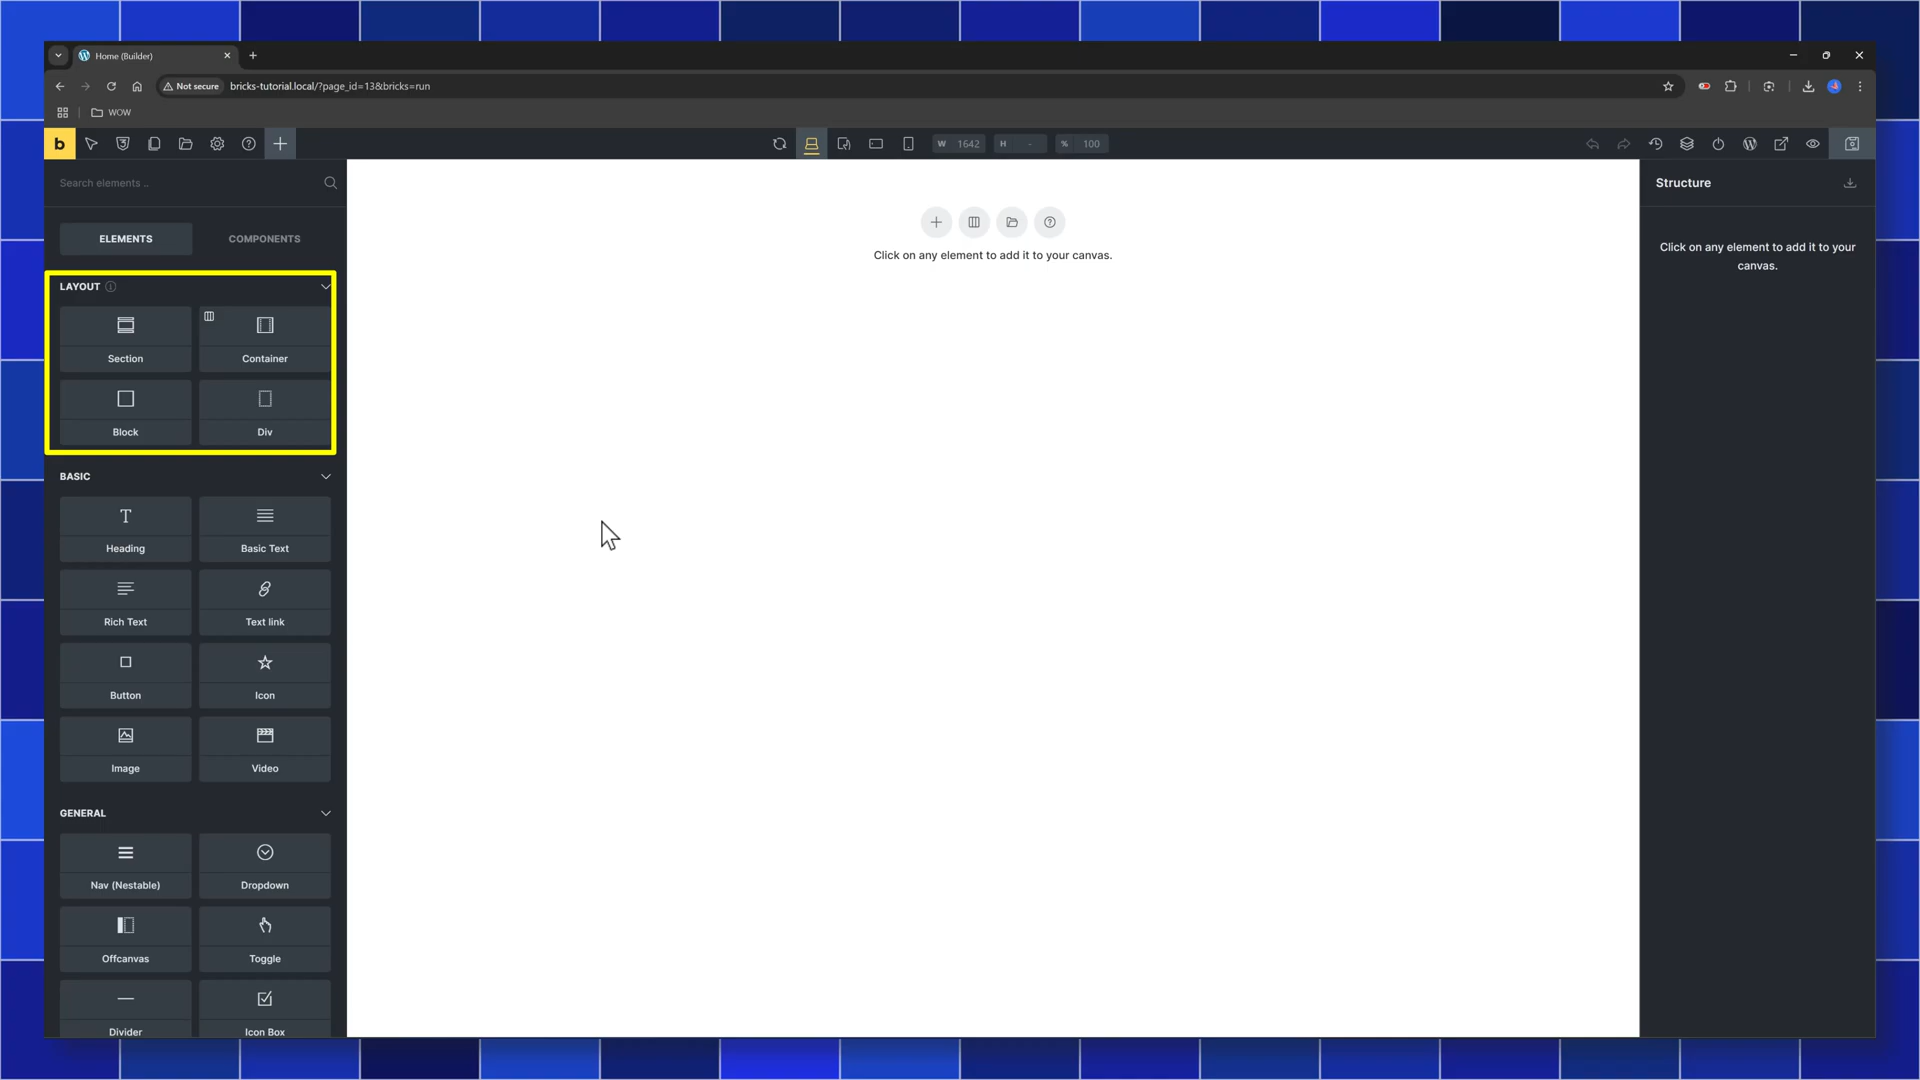 Home (Builder)
Not secure
bricks-tutorial.local/?page_id=13&bricks=run
WOW
b
W 1642
H -
% 100
Search elements ..
ELEMENTS
COMPONENTS
LAYOUT
Section
Container
Block
Div
BASIC
Heading
Basic Text
Rich Text
Text link
Button
Icon
Image
Video
GENERAL
Nav (Nestable)
Dropdown
Offcanvas
Toggle
Divider
Icon Box
Click on any element to add it to your canvas.
Structure
Click on any element to add it to your
canvas.